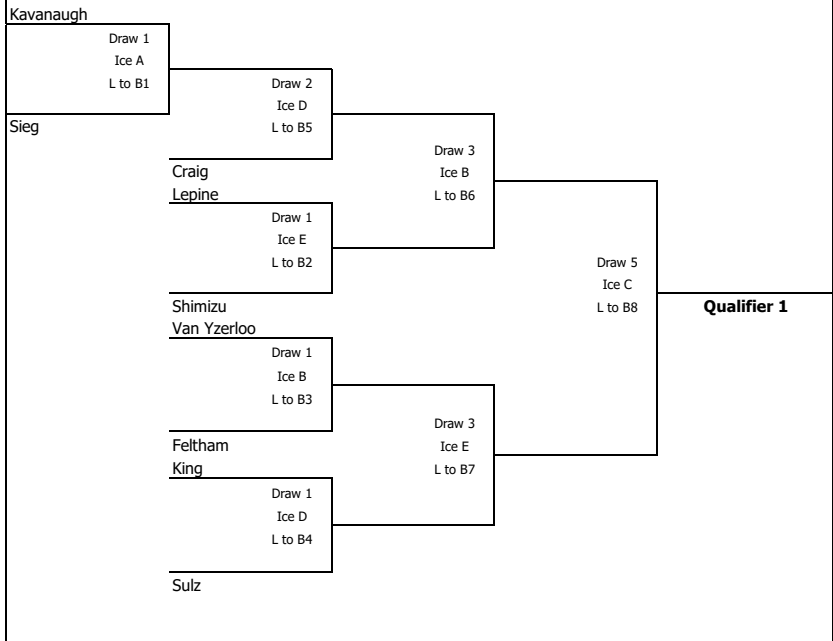 Kavanaugh
Draw 1
Ice A
L to B1
Sieg
Draw 2
Ice D
L to B5
Craig
Lepine
Draw 1
Ice E
L to B2
Shimizu
Draw 3
Ice B
L to B6
Van Yzerloo
Draw 1
Ice B
L to B3
Feltham
King
Draw 1
Ice D
L to B4
Sulz
Draw 3
Ice E
L to B7
Draw 5
Ice C
L to B8
Qualifier 1